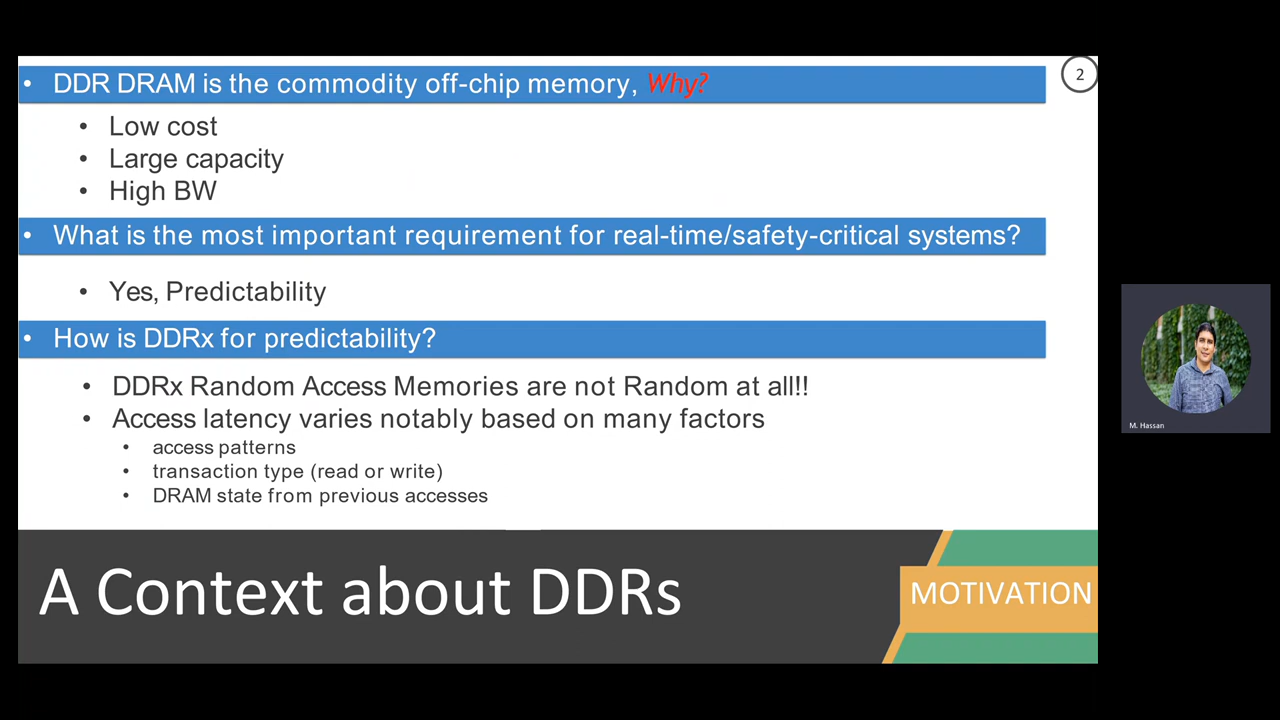 • DDR DRAM is the commodity off-chip memory, Why?
2
• Low cost
• Large capacity
• High BW
• What is the most important requirement for real-time/safety-critical systems?
• Yes, Predictability
• How is DDRx for predictability?
• DDRx Random Access Memories are not Random at all!!
• Access latency varies notably based on many factors
• access patterns
• transaction type (read or write)
• DRAM state from previous accesses
A Context about DDRs
MOTIVATION
M. Hassan